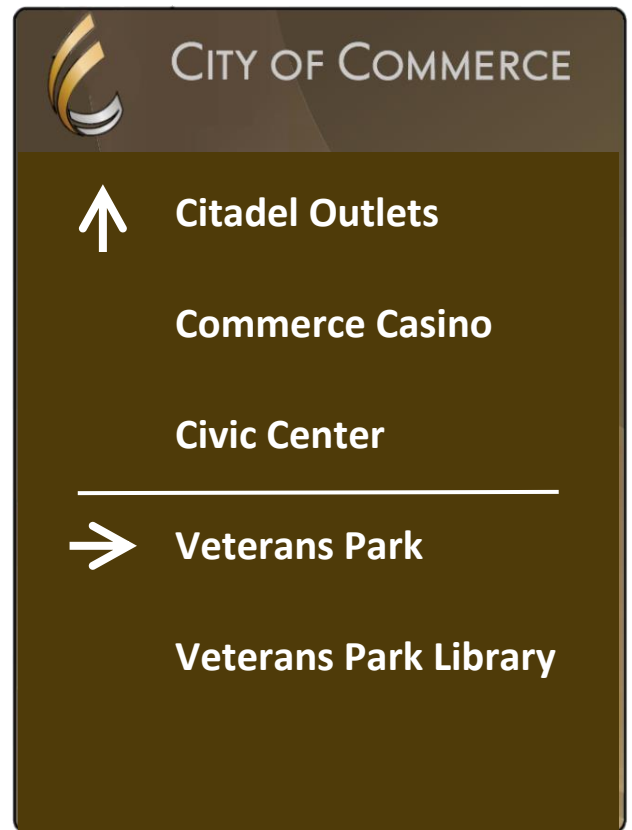 CITY OF COMMERCE
Citadel Outlets
Commerce Casino
Civic Center
Veterans Park
Veterans Park Library